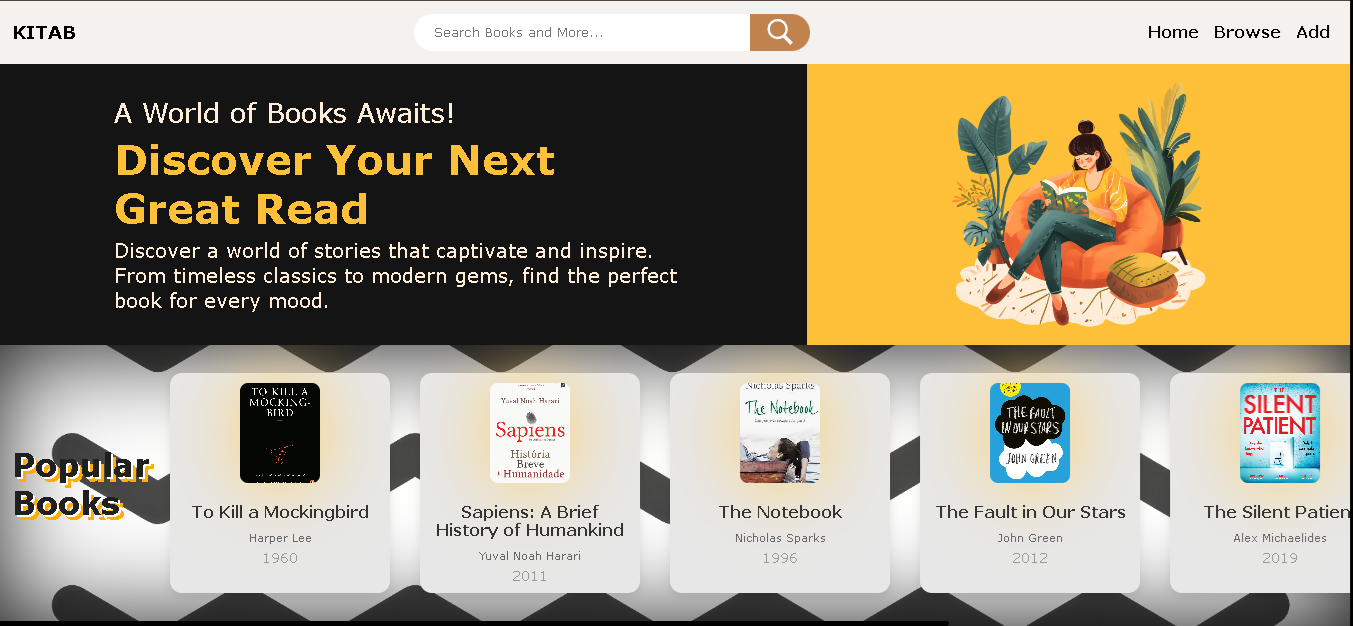 KITAB
Search Books and More...
Home Browse Add
A World of Books Awaits!
Discover Your Next
Great Read
Discover a world of stories that captivate and inspire.
From timeless classics to modern gems, find the perfect
book for every mood.
Popular
Books
TO KILL A
MOCKING-
BIRD
To Kill a Mockingbird
Harper Lee
1960
Yuval Noah Harari
Sapiens
História
Breve
Humanidade
Sapiens: A Brief
History of Humankind
Yuval Noah Harari
2011
Nicholas Sparks
The Notebook
The Notebook
Nicholas Sparks
1996
THE FAULT
IN OUR STARS
JOHN GREEN
The Fault in Our Stars
John Green
2012
THE
SILENT
PATIENT
The Silent Patien
Alex Michaelides
2019